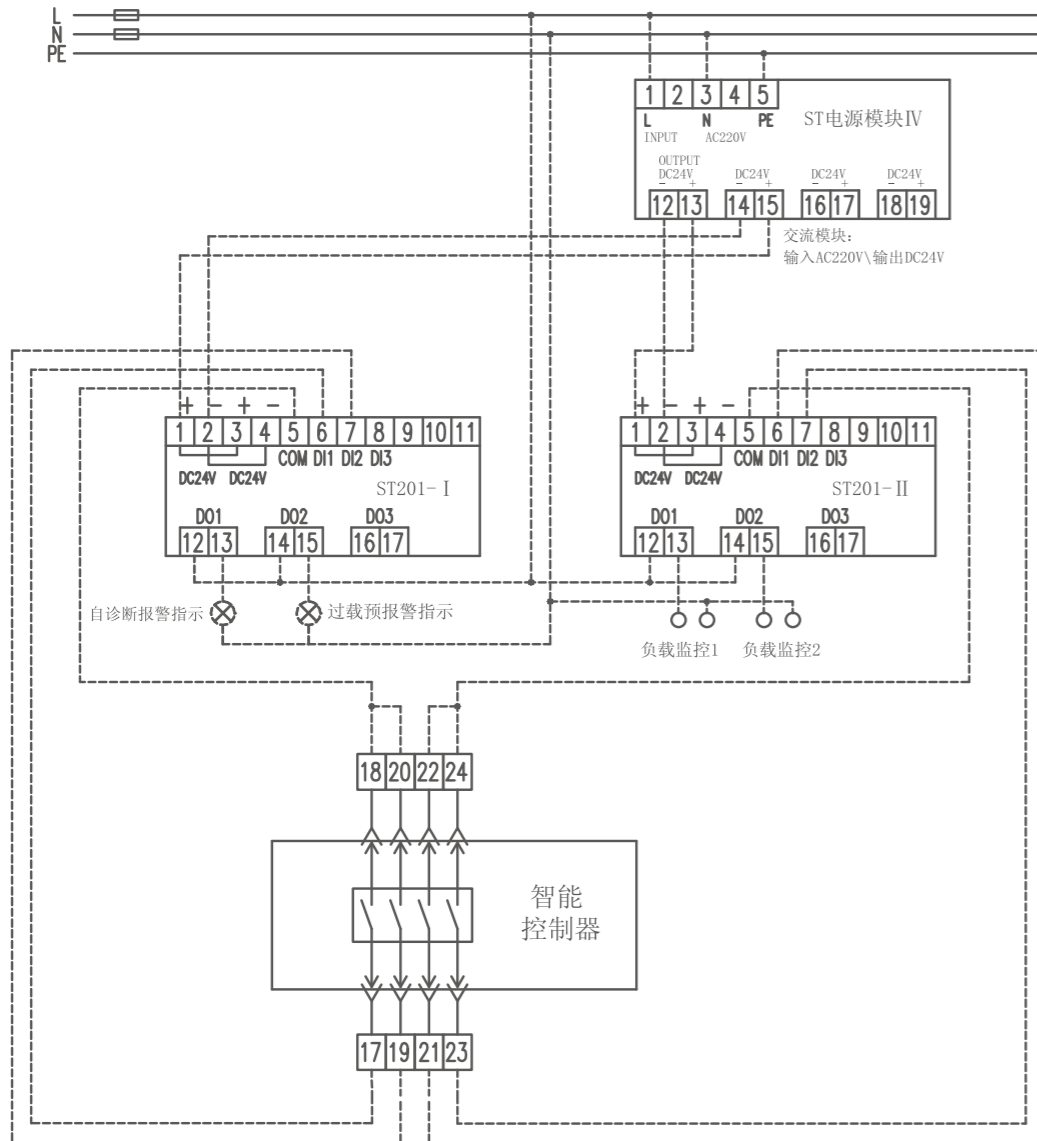 L
N
PE
1 2 3 4 5
L N PE
INPUT AC220V
ST电源模块Ⅳ
OUTPUT
DC24V DC24V DC24V DC24V
- + - + - + - +
12 13 14 15 16 17 18 19
交流模块:
输入AC220V\输出DC24V
+ - + -
1 2 3 4 5 6 7 8 9 10 11
COM DI1 DI2 DI3
DC24V DC24V
ST201-Ⅰ
DO1 DO2 DO3
12 13 14 15 16 17
自诊断报警指示
过载预报警指示
+ - + -
1 2 3 4 5 6 7 8 9 10 11
COM DI1 DI2 DI3
DC24V DC24V
ST201-Ⅱ
DO1 DO2 DO3
12 13 14 15 16 17
负载监控1 负载监控2
18 20 22 24
智能
控制器
17 19 21 23